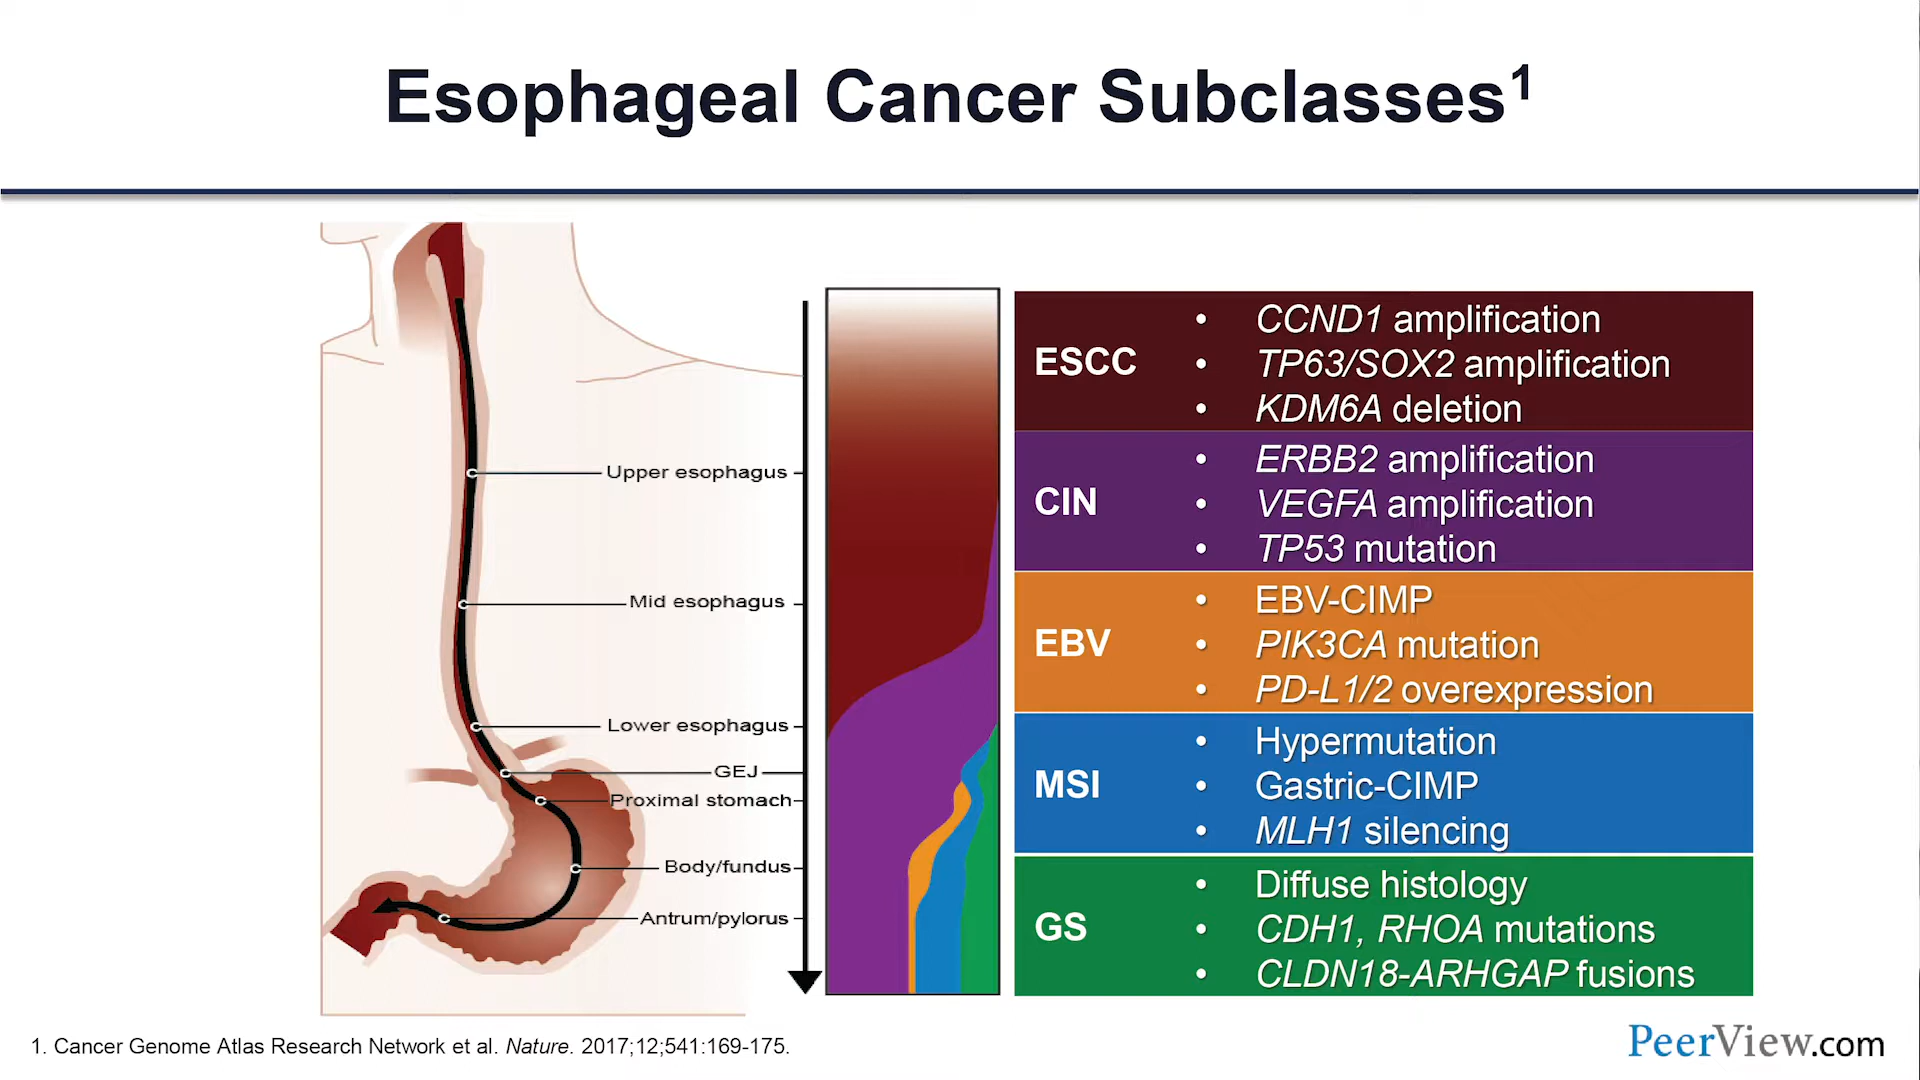 Esophageal Cancer Subclasses¹
Upper esophagus
Mid esophagus
Lower esophagus
GEJ
Proximal stomach
Body/fundus
Antrum/pylorus
ESCC
• CCND1 amplification
• TP63/SOX2 amplification
• KDM6A deletion
CIN
• ERBB2 amplification
• VEGFA amplification
• TP53 mutation
EBV
• EBV-CIMP
• PIK3CA mutation
• PD-L1/2 overexpression
MSI
• Hypermutation
• Gastric-CIMP
• MLH1 silencing
GS
• Diffuse histology
• CDH1, RHOA mutations
• CLDN18-ARHGAP fusions
1. Cancer Genome Atlas Research Network et al. Nature. 2017;12;541:169-175.
PeerView.com